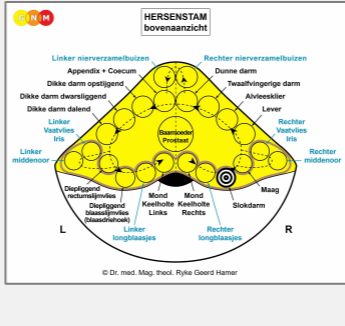 GNM
HERSENSTAM
bovenaanzicht
Linker nierverzamelbuizen
Rechter nierverzamelbuizen
Appendix + Coecum
Dunne darm
Dikke darm opstijgend
Twaalfvingerige darm
Dikke darm dwarsliggend
Alvleesklier
Dikke darm dalend
Lever
Linker
Vaatvlies
Iris
Baarmoeder
Prostaat
Rechter
Vaatvlies
Iris
Linker
middenoor
Rechter
middenoor
Diepliggend
rectumslijmvlies
Diepliggend
blaasslijmvlies
(blaasdriehoek)
Mond
Keelholte
Links
Mond
Keelholte
Rechts
Maag
Slokdarm
Linker
longblaasjes
Rechter
longblaasjes
L
R
© Dr. med. Mag. theol. Ryke Geerd Hamer